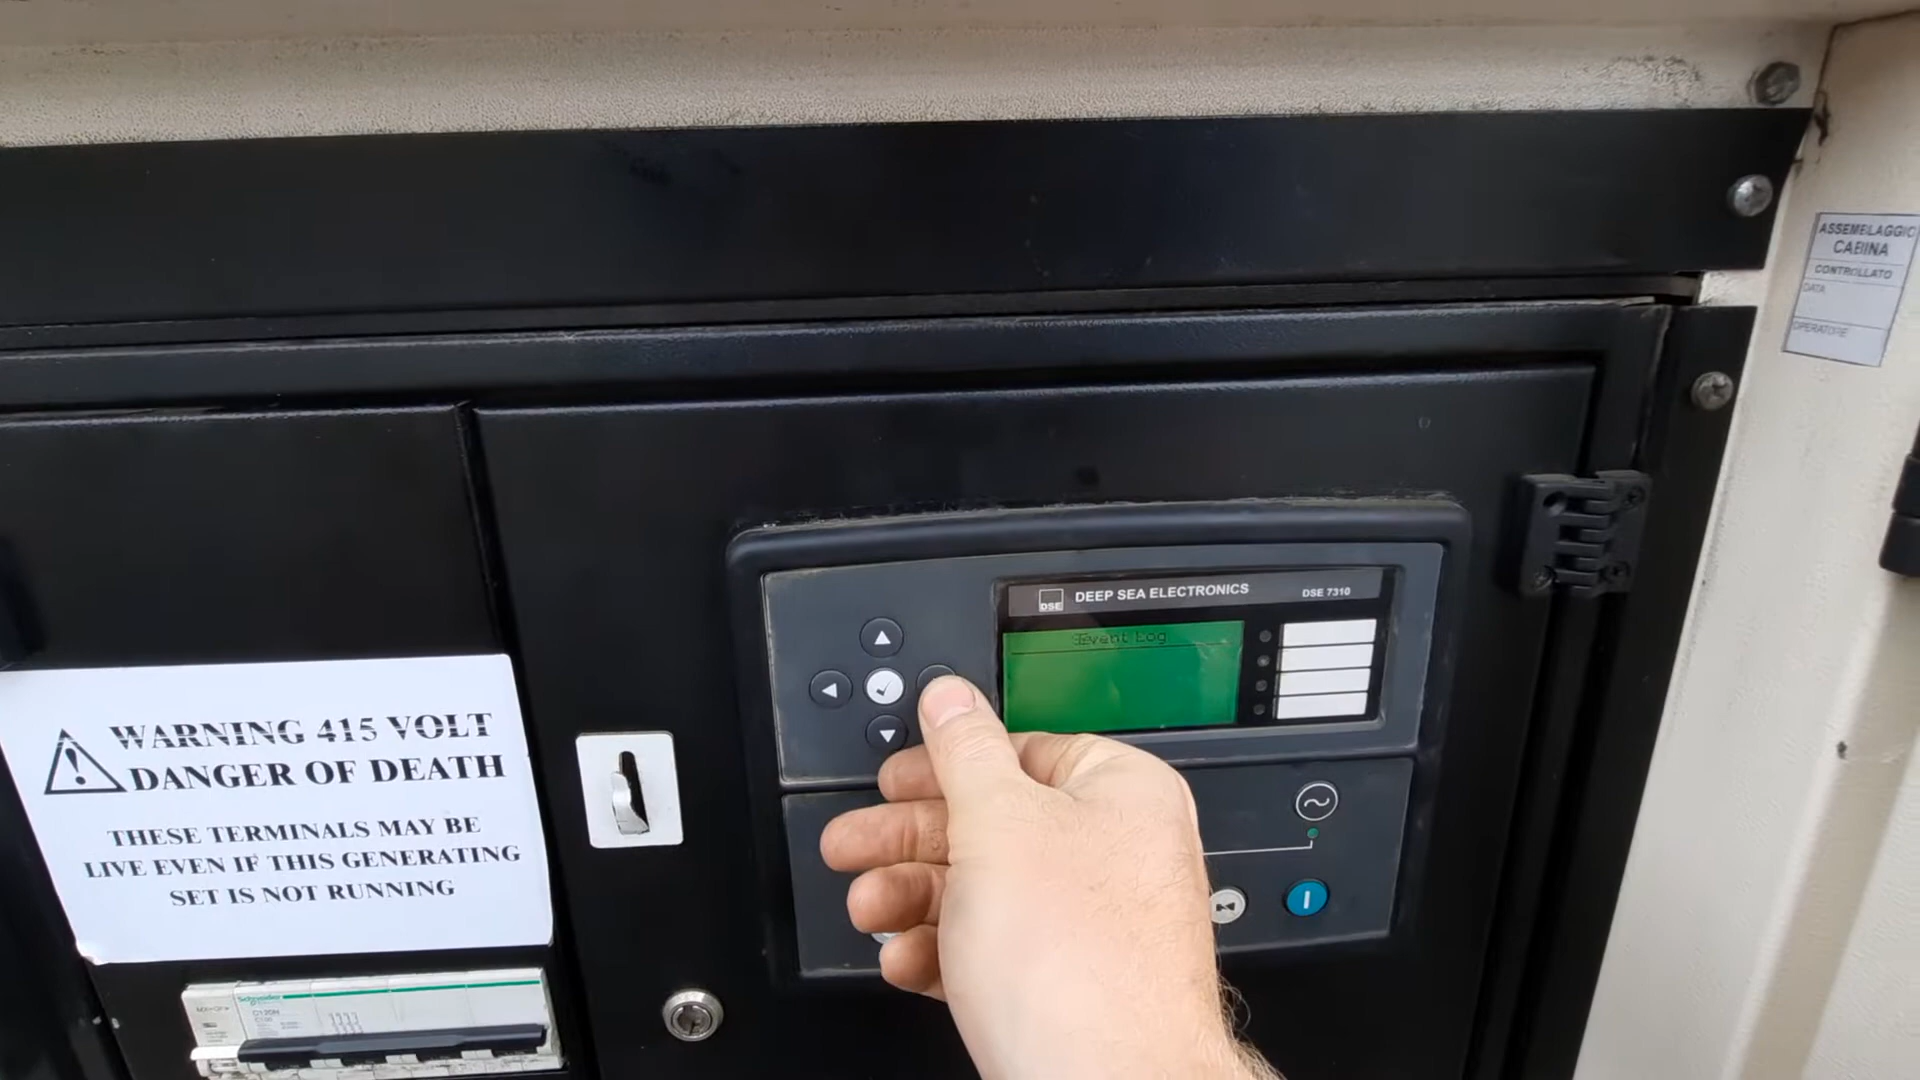 ASSEMBLAGGIO
CABINA
CONTROLLATO
DATA
OPERATORE
DSE
DEEP SEA ELECTRONICS
DSE 7310
Event Log
WARNING 415 VOLT
DANGER OF DEATH
THESE TERMINALS MAY BE
LIVE EVEN IF THIS GENERATING
SET IS NOT RUNNING
Schneider
C120N